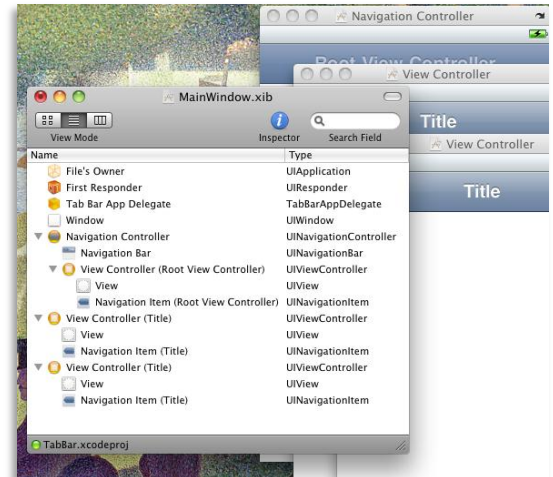 Navigation Controller
Root View Controller
View Controller
Title
View Controller
Title
MainWindow.xib
View Mode
Inspector
Search Field
Name Type
File's Owner UIApplication
First Responder UIResponder
Tab Bar App Delegate TabBarAppDelegate
Window UIWindow
Navigation Controller UINavigationController
Navigation Bar UINavigationBar
View Controller (Root View Controller) UIViewController
View UIView
Navigation Item (Root View Controller) UINavigationItem
View Controller (Title) UIViewController
View UIView
Navigation Item (Title) UINavigationItem
View Controller (Title) UIViewController
View UIView
Navigation Item (Title) UINavigationItem
TabBar.xcodeproj